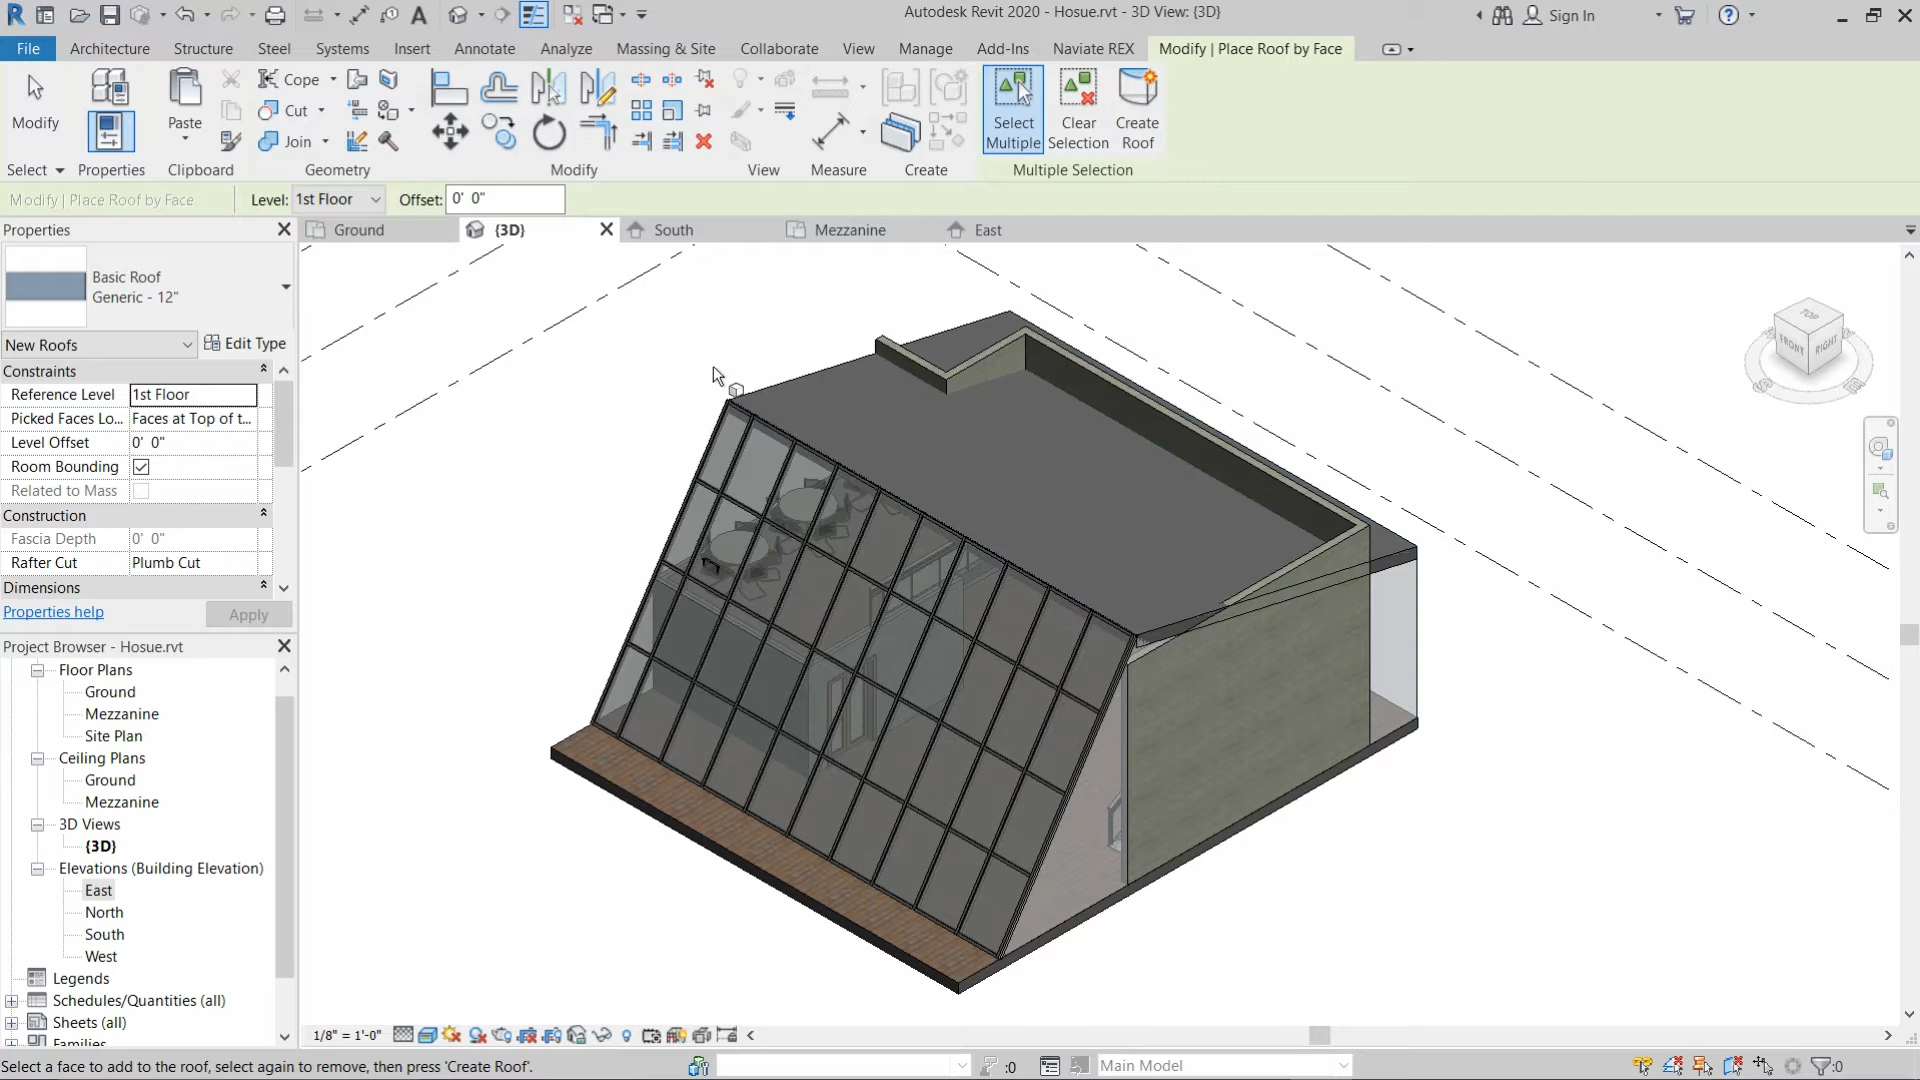 Autodesk Revit 2020 - Hosue.rvt - 3D View: {3D}
Sign In
File Architecture Structure Steel Systems Insert Annotate Analyze Massing & Site Collaborate View Manage Add-Ins Naviate REX Modify | Place Roof by Face
Modify
Paste
Cope
Cut
Join
Select Multiple
Clear Selection
Create Roof
Select Properties Clipboard Geometry Modify View Measure Create Multiple Selection
Modify | Place Roof by Face Level: 1st Floor Offset: 0' 0"
Properties
Ground {3D} South Mezzanine East
Basic Roof
Generic - 12"
New Roofs Edit Type
Constraints
Reference Level 1st Floor
Picked Faces Lo... Faces at Top of t...
Level Offset 0' 0"
Room Bounding
Related to Mass
Construction
Fascia Depth 0' 0"
Rafter Cut Plumb Cut
Dimensions
Properties help Apply
Project Browser - Hosue.rvt
Floor Plans
Ground
Mezzanine
Site Plan
Ceiling Plans
Ground
Mezzanine
3D Views
{3D}
Elevations (Building Elevation)
East
North
South
West
Legends
Schedules/Quantities (all)
Sheets (all)
Families
TOP
FRONT
RIGHT
1/8" = 1'-0"
Select a face to add to the roof, select again to remove, then press 'Create Roof'.
:0
Main Model
:0